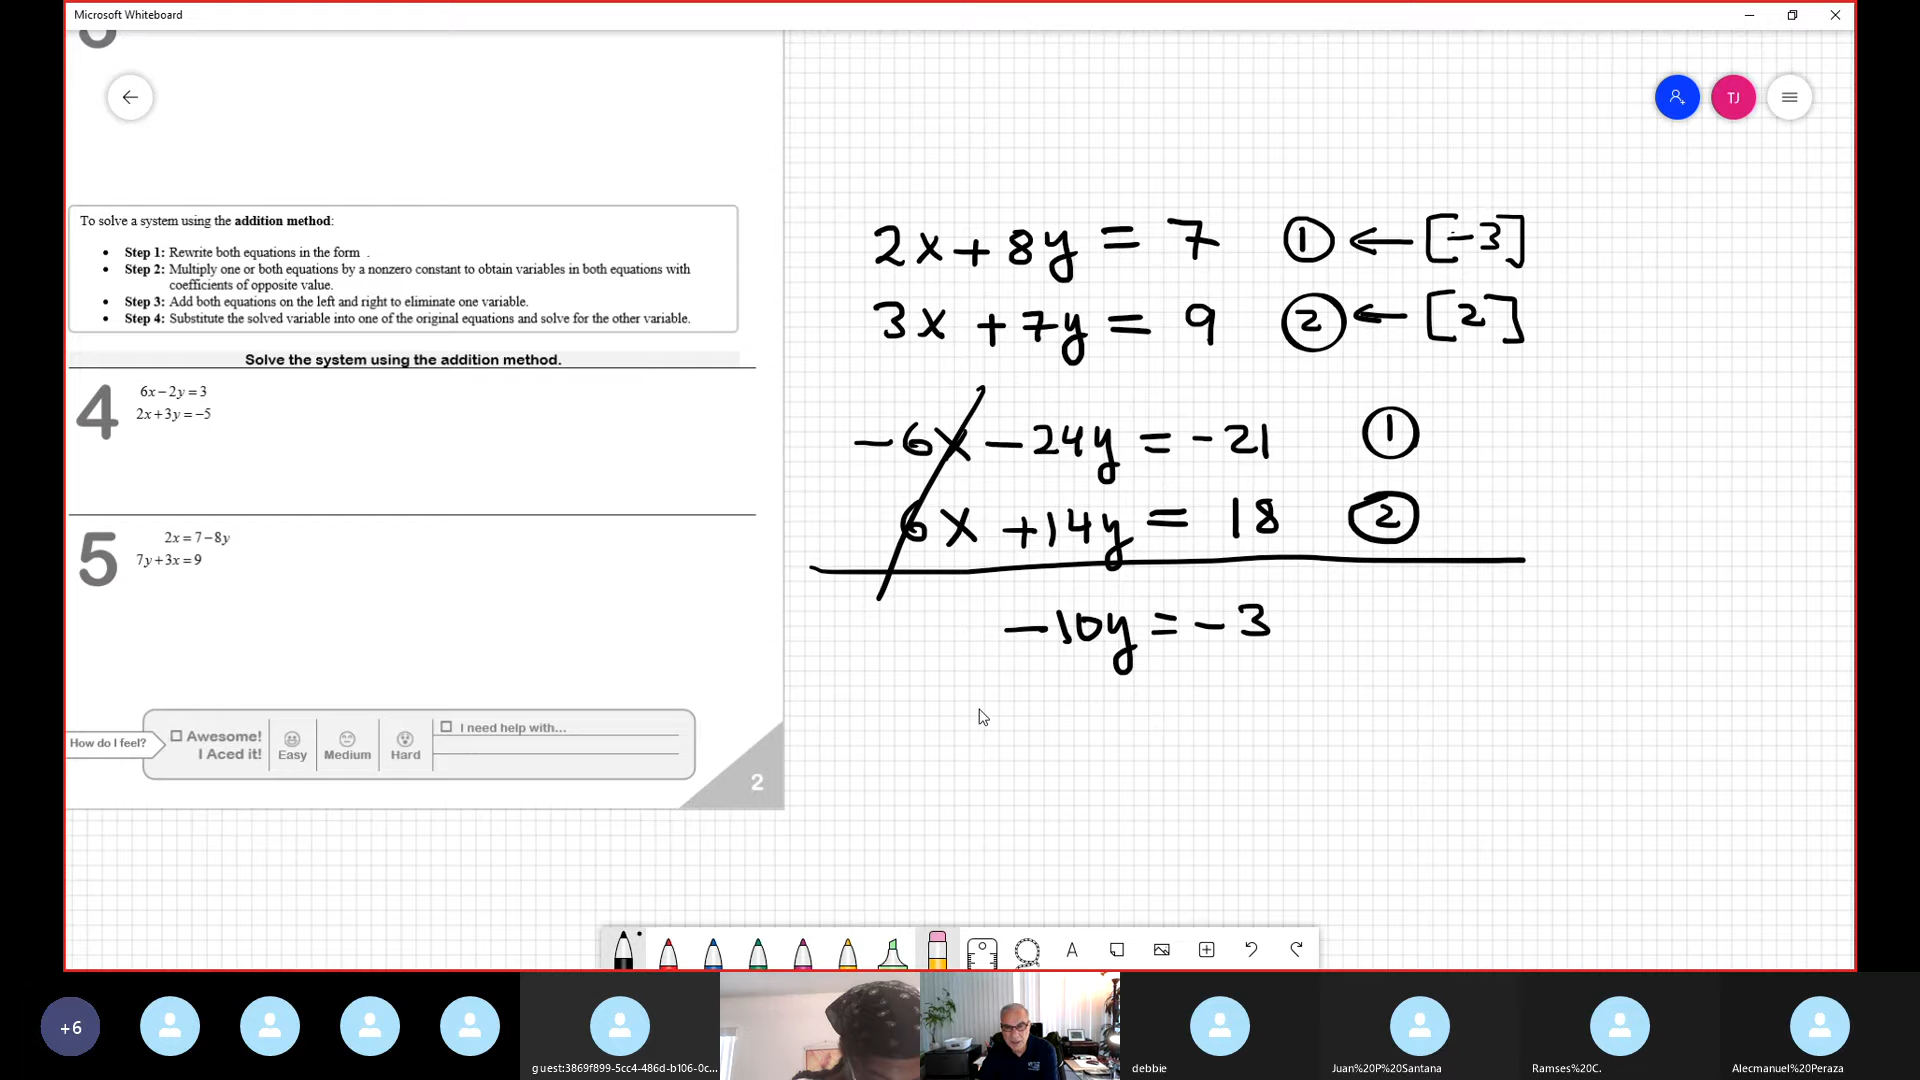 Microsoft Whiteboard
TJ
To solve a system using the addition method:
• Step 1: Rewrite both equations in the form .
• Step 2: Multiply one or both equations by a nonzero constant to obtain variables in both equations with
coefficients of opposite value.
• Step 3: Add both equations on the left and right to eliminate one variable.
• Step 4: Substitute the solved variable into one of the original equations and solve for the other variable.
Solve the system using the addition method.
4
6x−2y=3
2x+3y=−5
5
2x=7−8y
7y+3x=9
How do I feel?
Awesome!
I Aced it!
Easy
Medium
Hard
I need help with...
2
2x+8y = 7 ① ← [-3]
3x +7y = 9 ② ← [2]
-6x -24y = -21 ①
6x +14y = 18 ②
-10y = -3
A
+6
guest:3869f899-5cc4-486d-b106-0c...
debbie
Juan%20P%20Santana
Ramses%20C.
Alecmanuel%20Peraza